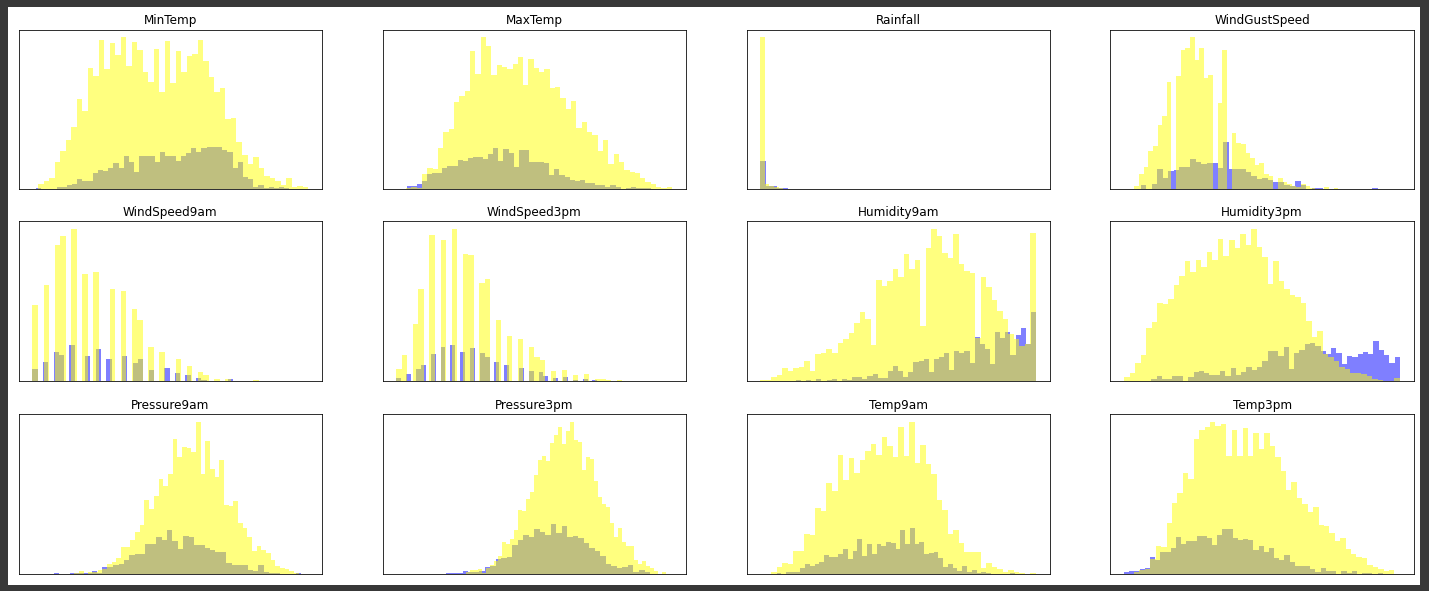 MinTemp
MaxTemp
Rainfall
WindGustSpeed
WindSpeed9am
WindSpeed3pm
Humidity9am
Humidity3pm
Pressure9am
Pressure3pm
Temp9am
Temp3pm